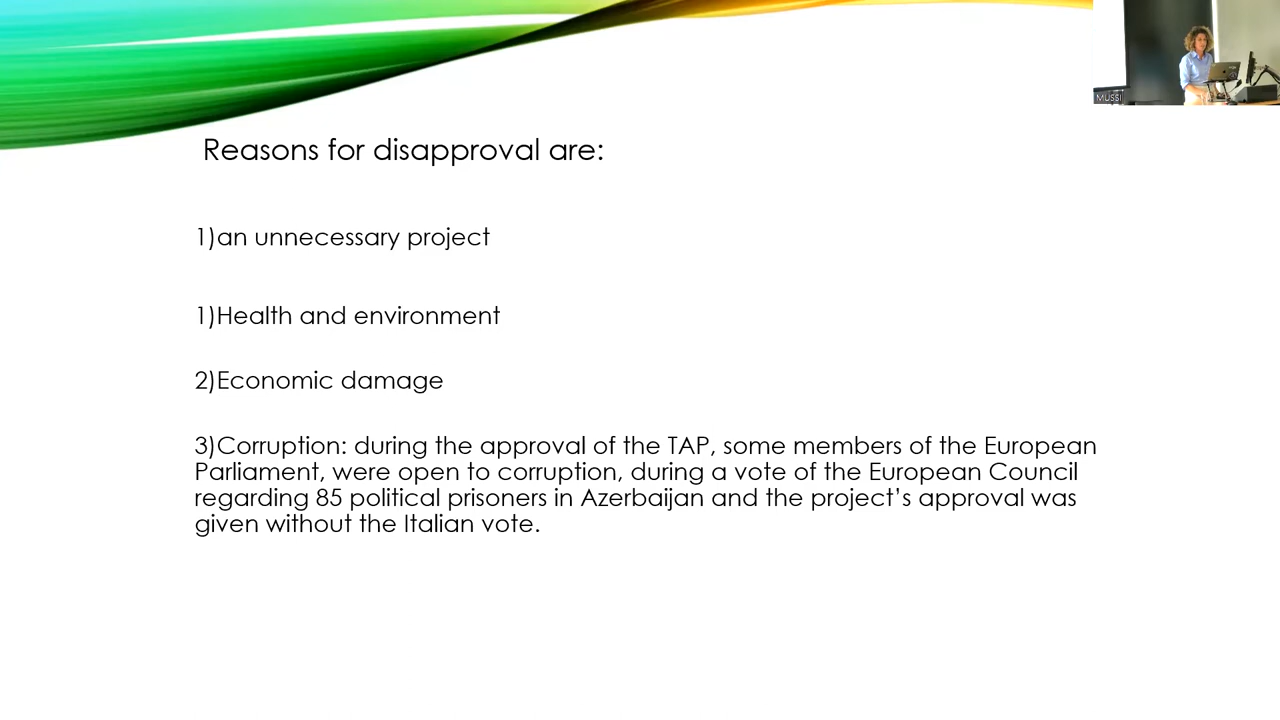 MUSSI
Reasons for disapproval are:
1)an unnecessary project
1)Health and environment
2)Economic damage
3)Corruption: during the approval of the TAP, some members of the European
Parliament, were open to corruption, during a vote of the European Council
regarding 85 political prisoners in Azerbaijan and the project’s approval was
given without the Italian vote.